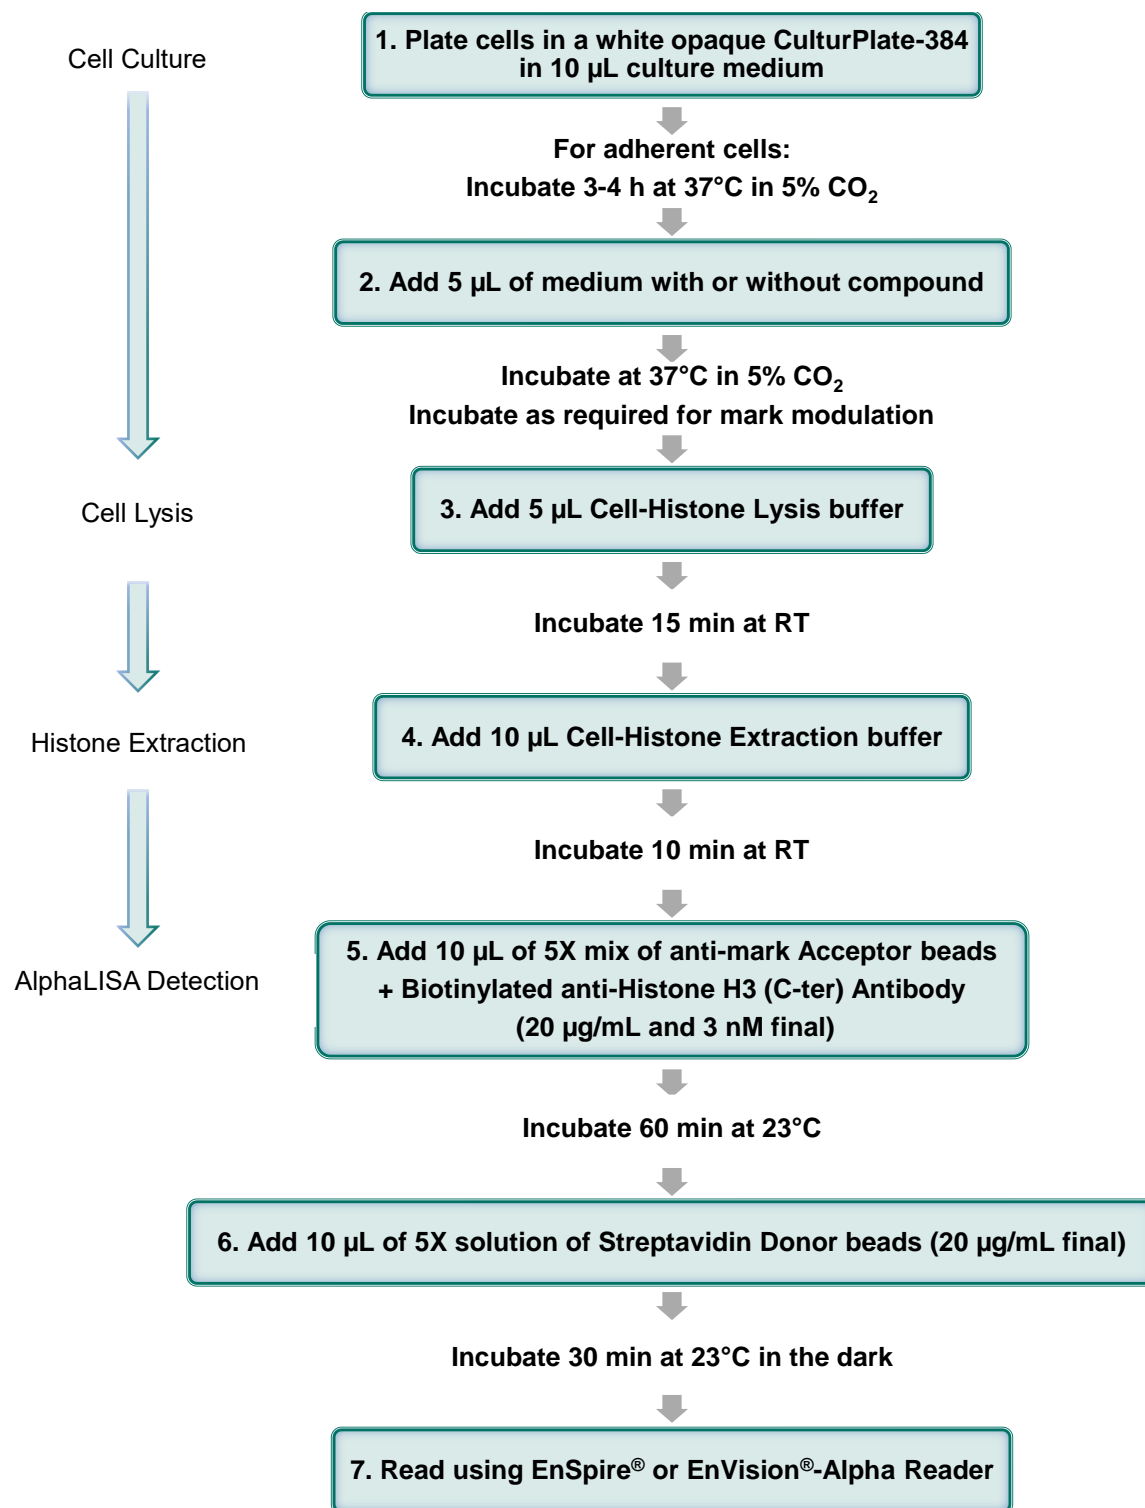 Cell Culture
1. Plate cells in a white opaque CulturPlate-384
in 10 µL culture medium
For adherent cells:
Incubate 3-4 h at 37°C in 5% CO₂
2. Add 5 µL of medium with or without compound
Incubate at 37°C in 5% CO₂
Incubate as required for mark modulation
Cell Lysis
3. Add 5 µL Cell-Histone Lysis buffer
Incubate 15 min at RT
Histone Extraction
4. Add 10 µL Cell-Histone Extraction buffer
Incubate 10 min at RT
AlphaLISA Detection
5. Add 10 µL of 5X mix of anti-mark Acceptor beads
+ Biotinylated anti-Histone H3 (C-ter) Antibody
(20 µg/mL and 3 nM final)
Incubate 60 min at 23°C
6. Add 10 µL of 5X solution of Streptavidin Donor beads (20 µg/mL final)
Incubate 30 min at 23°C in the dark
7. Read using EnSpire® or EnVision®-Alpha Reader